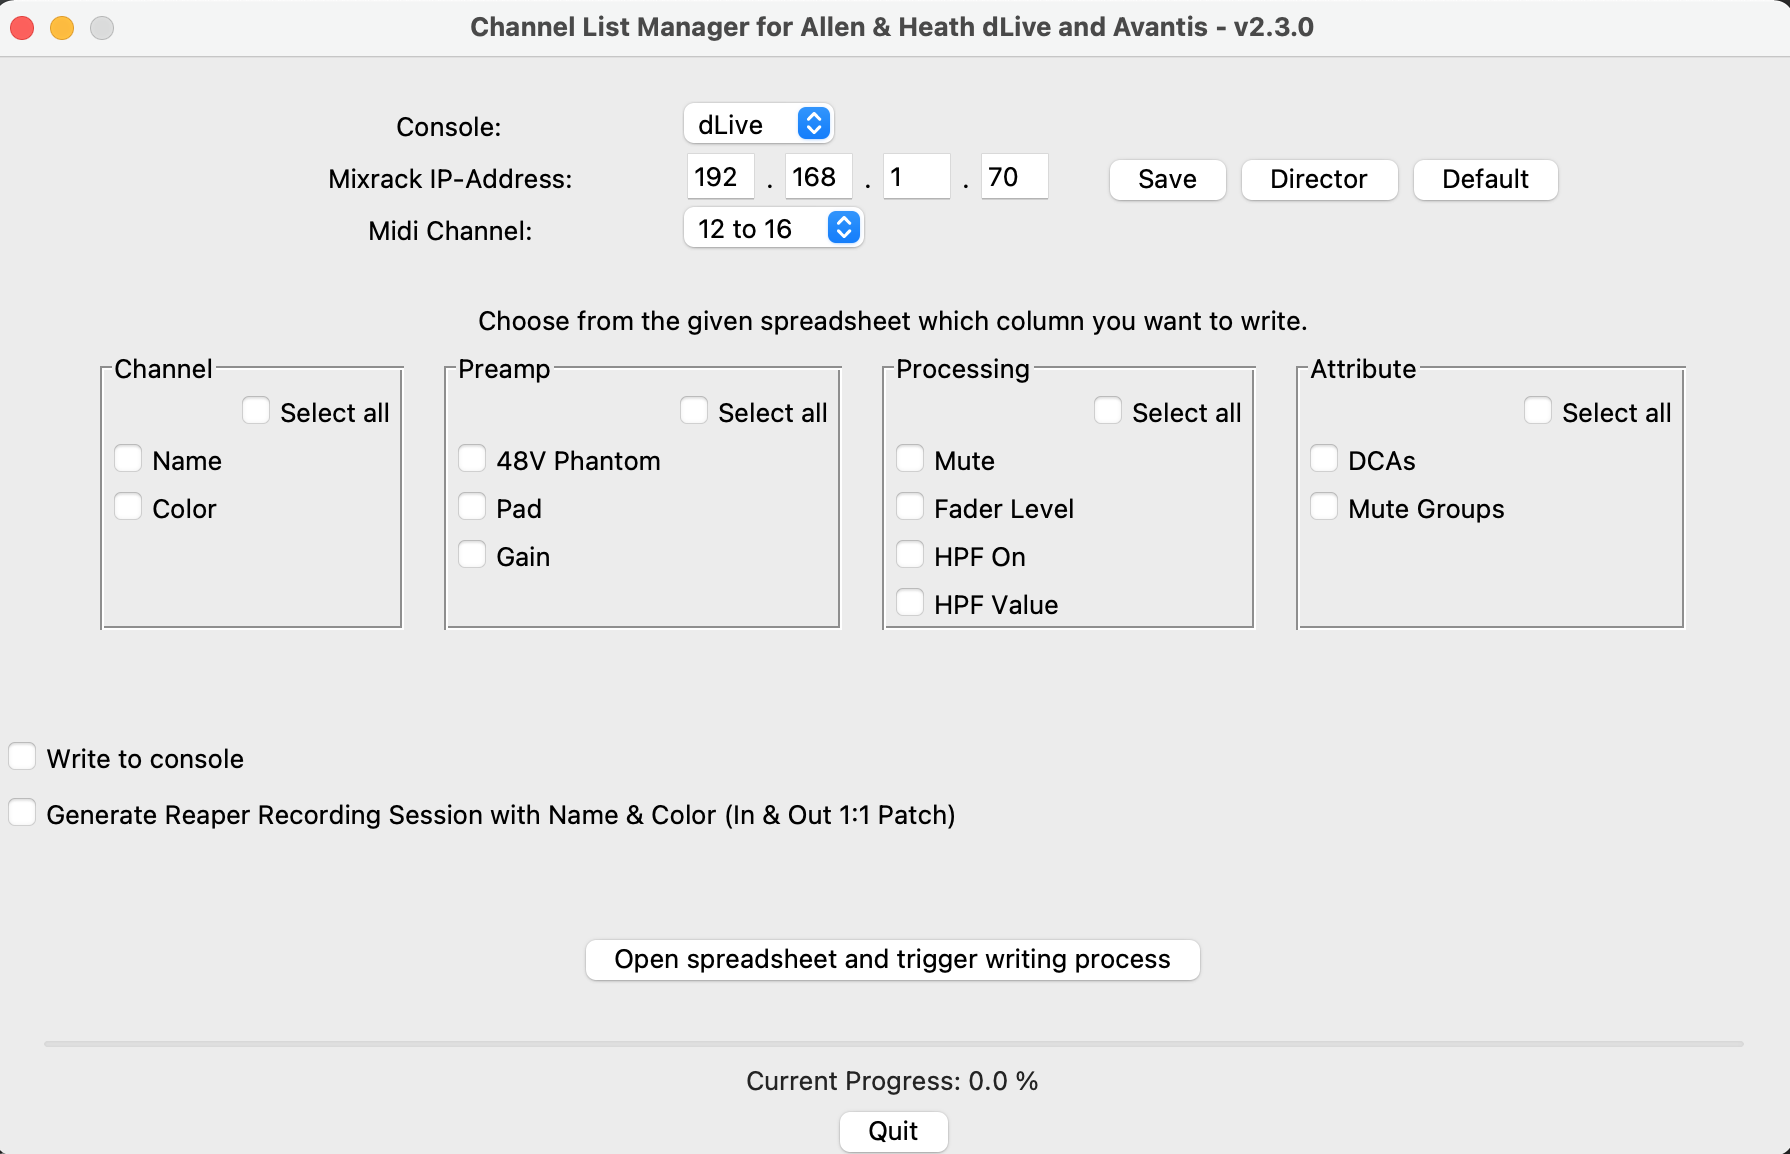 Channel List Manager for Allen & Heath dLive and Avantis - v2.3.0
Console: dLive
Mixrack IP-Address: 192 . 168 . 1 . 70 Save Director Default
Midi Channel: 12 to 16
Choose from the given spreadsheet which column you want to write.
Channel
Select all
Name
Color
Preamp
Select all
48V Phantom
Pad
Gain
Processing
Select all
Mute
Fader Level
HPF On
HPF Value
Attribute
Select all
DCAs
Mute Groups
Write to console
Generate Reaper Recording Session with Name & Color (In & Out 1:1 Patch)
Open spreadsheet and trigger writing process
Current Progress: 0.0 %
Quit